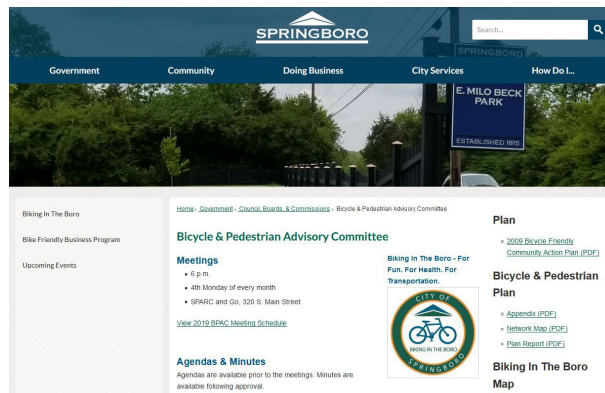 SPRINGBORO
Search...
SPRINGBORO
Government
Community
Doing Business
City Services
How Do I...
E. MILO BECK
PARK
ESTABLISHED 1815
Biking In The Boro
Bike Friendly Business Program
Upcoming Events
Home › Government › Council, Boards, & Commissions › Bicycle & Pedestrian Advisory Committee
Bicycle & Pedestrian Advisory Committee
Meetings
• 6 p.m.
• 4th Monday of every month
• SPARC and Go, 320 S. Main Street
View 2019 BPAC Meeting Schedule
Agendas & Minutes
Agendas are available prior to the meetings. Minutes are
available following approval.
Biking In The Boro - For
Fun. For Health. For
Transportation.
CITY OF
BIKING IN THE BORO
SPRINGBORO
Plan
2009 Bicycle Friendly
Community Action Plan (PDF)
Bicycle & Pedestrian
Plan
Appendix (PDF)
Network Map (PDF)
Plan Report (PDF)
Biking In The Boro
Map